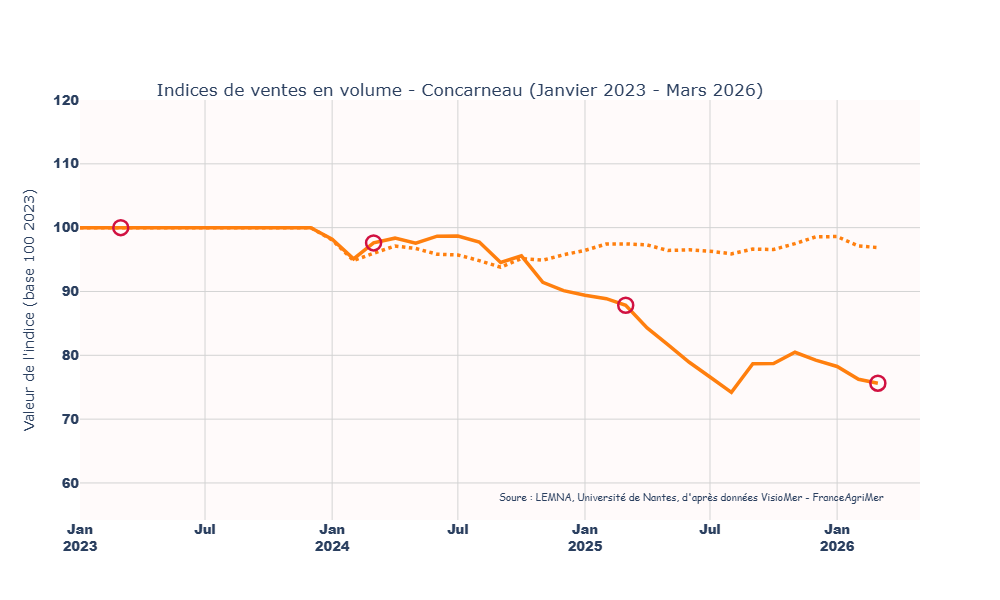 Indices de ventes en volume - Concarneau (Janvier 2023 - Mars 2026)
Valeur de l'indice (base 100 2023)
120
110
100
90
80
70
60
Soure : LEMNA, Université de Nantes, d'après données VisioMer - FranceAgriMer
Jan Jul Jan Jul Jan Jul Jan
2023 2024 2025 2026